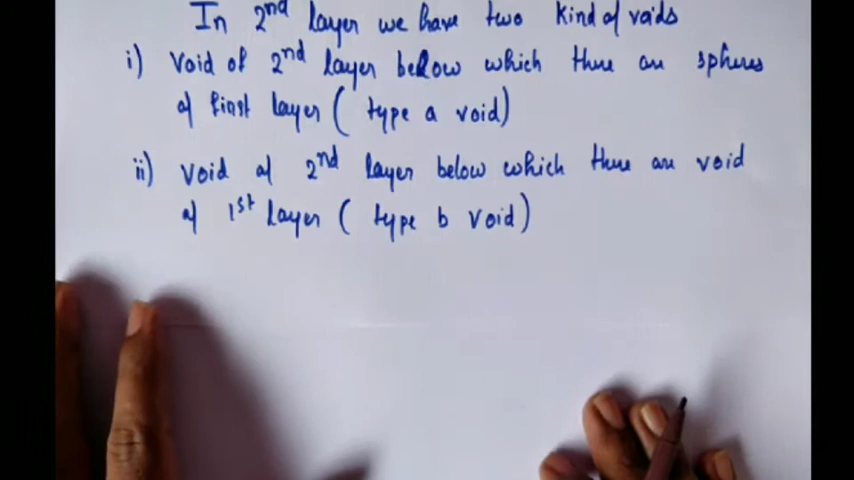 In 2nd layer we have two kind of voids
i) Void of 2nd layer below which there are spheres
of first layer ( type a void)
ii) Void of 2nd layer below which there are void
of 1st layer ( type b void)